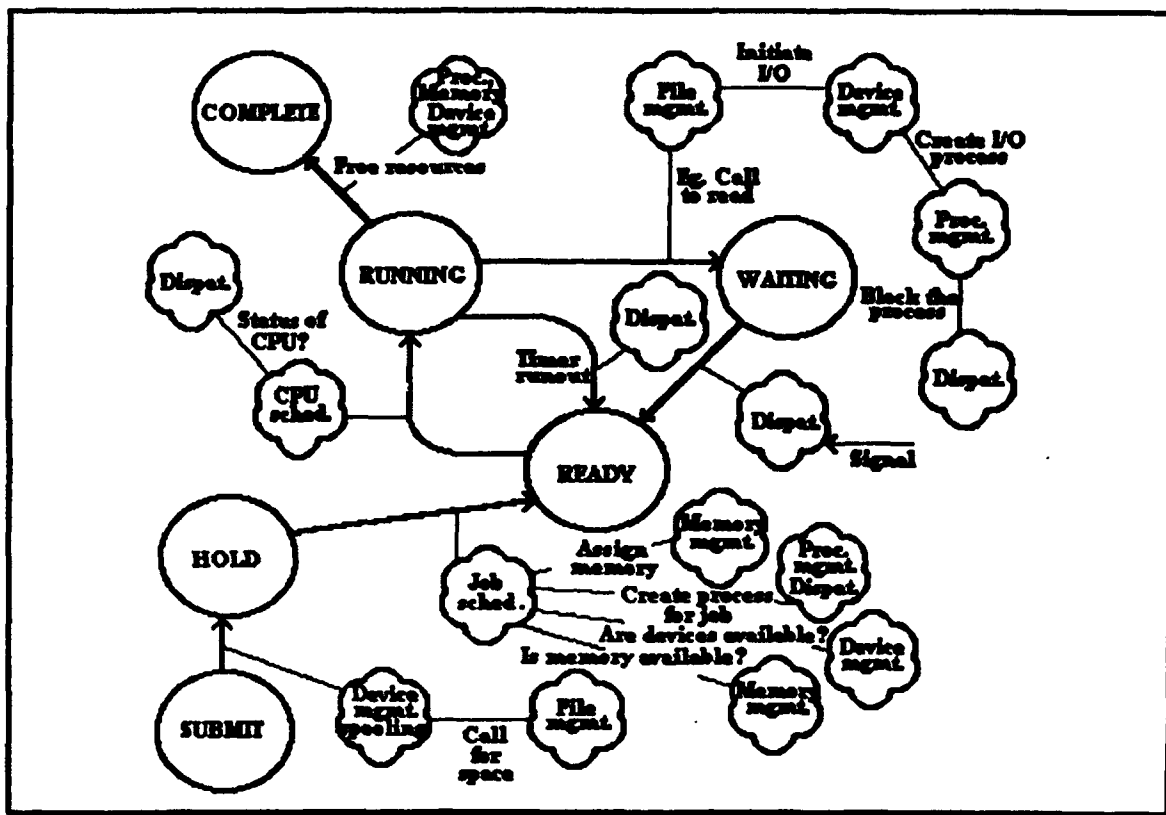 COMPLETE
Proc.,
Memory
Device
mgmt.
Free resources
File
mgmt.
Initiate
I/O
Device
mgmt.
Create I/O
process
Eg. Call
to read
Proc.
mgmt.
RUNNING
WAITING
Block the
process
Dispat.
Dispat.
Status of
CPU?
Dispat.
Timer
runout
CPU
sched.
Dispat.
Signal
READY
HOLD
Memory
mgmt.
Assign
memory
Proc.
mgmt.
Dispat.
Job
sched.
Create process
for job
Are devices available?
Device
mgmt.
Is memory available?
Memory
mgmt.
SUBMIT
Device
mgmt.
spooling
Call
for
space
File
mgmt.